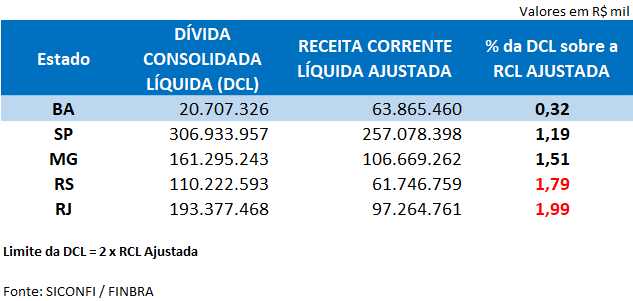 Valores em R$ mil
Estado DÍVIDA CONSOLIDADA LÍQUIDA (DCL) RECEITA CORRENTE LÍQUIDA AJUSTADA % da DCL sobre a RCL AJUSTADA
BA 20.707.326 63.865.460 0,32
SP 306.933.957 257.078.398 1,19
MG 161.295.243 106.669.262 1,51
RS 110.222.593 61.746.759 1,79
RJ 193.377.468 97.264.761 1,99
Limite da DCL = 2 x RCL Ajustada
Fonte: SICONFI / FINBRA